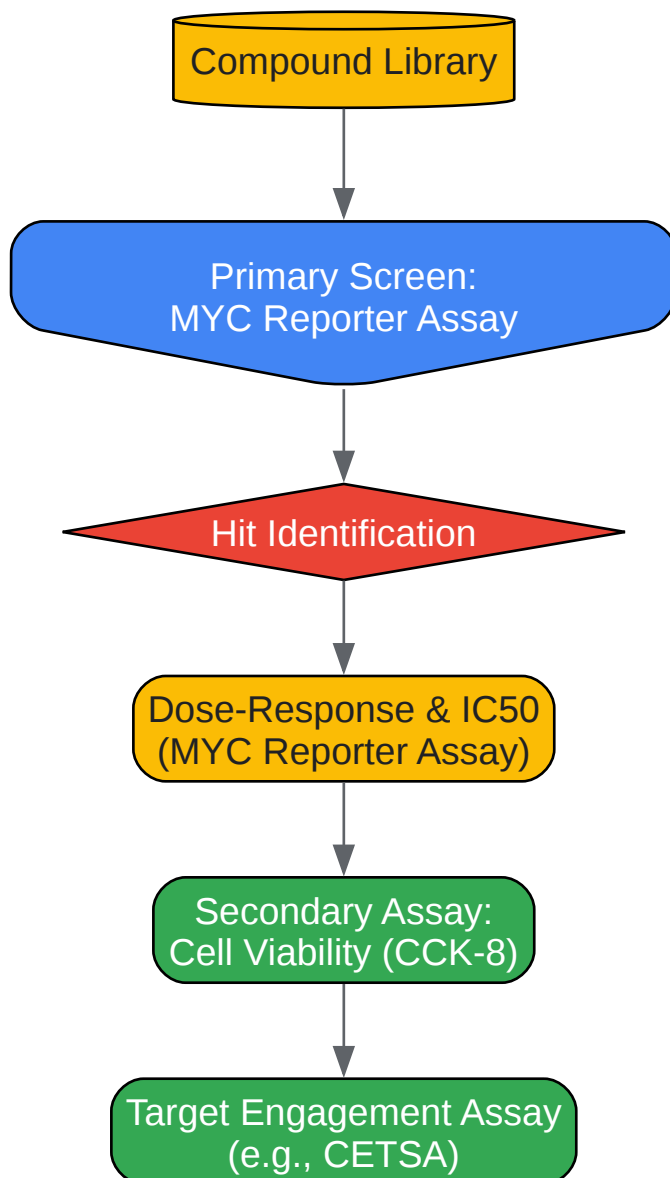 Compound Library
Primary Screen:
MYC Reporter Assay
Hit Identification
Dose-Response & IC50
(MYC Reporter Assay)
Secondary Assay:
Cell Viability (CCK-8)
Target Engagement Assay
(e.g., CETSA)